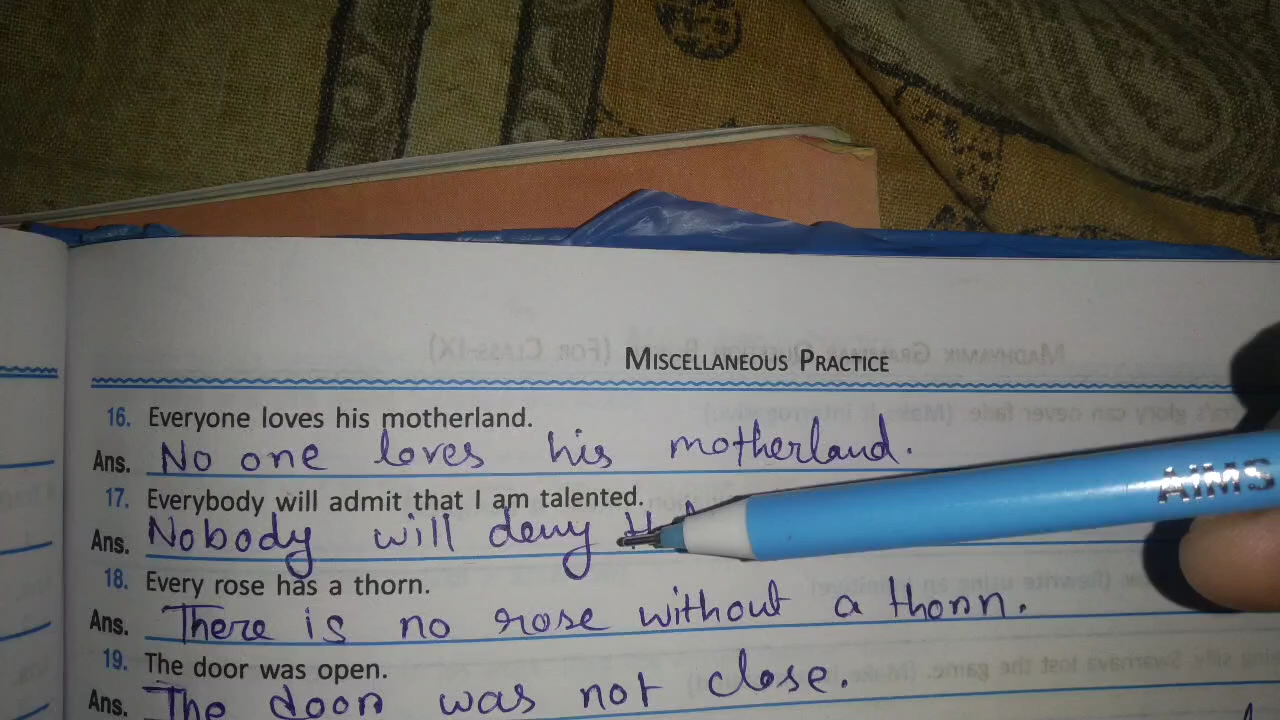 MISCELLANEOUS PRACTICE
16. Everyone loves his motherland.
Ans. No one loves his motherland.
17. Everybody will admit that I am talented.
Ans. Nobody will deny
18. Every rose has a thorn.
Ans. There is no rose without a thorn.
19. The door was open.
Ans. The door was not close.
AIMS